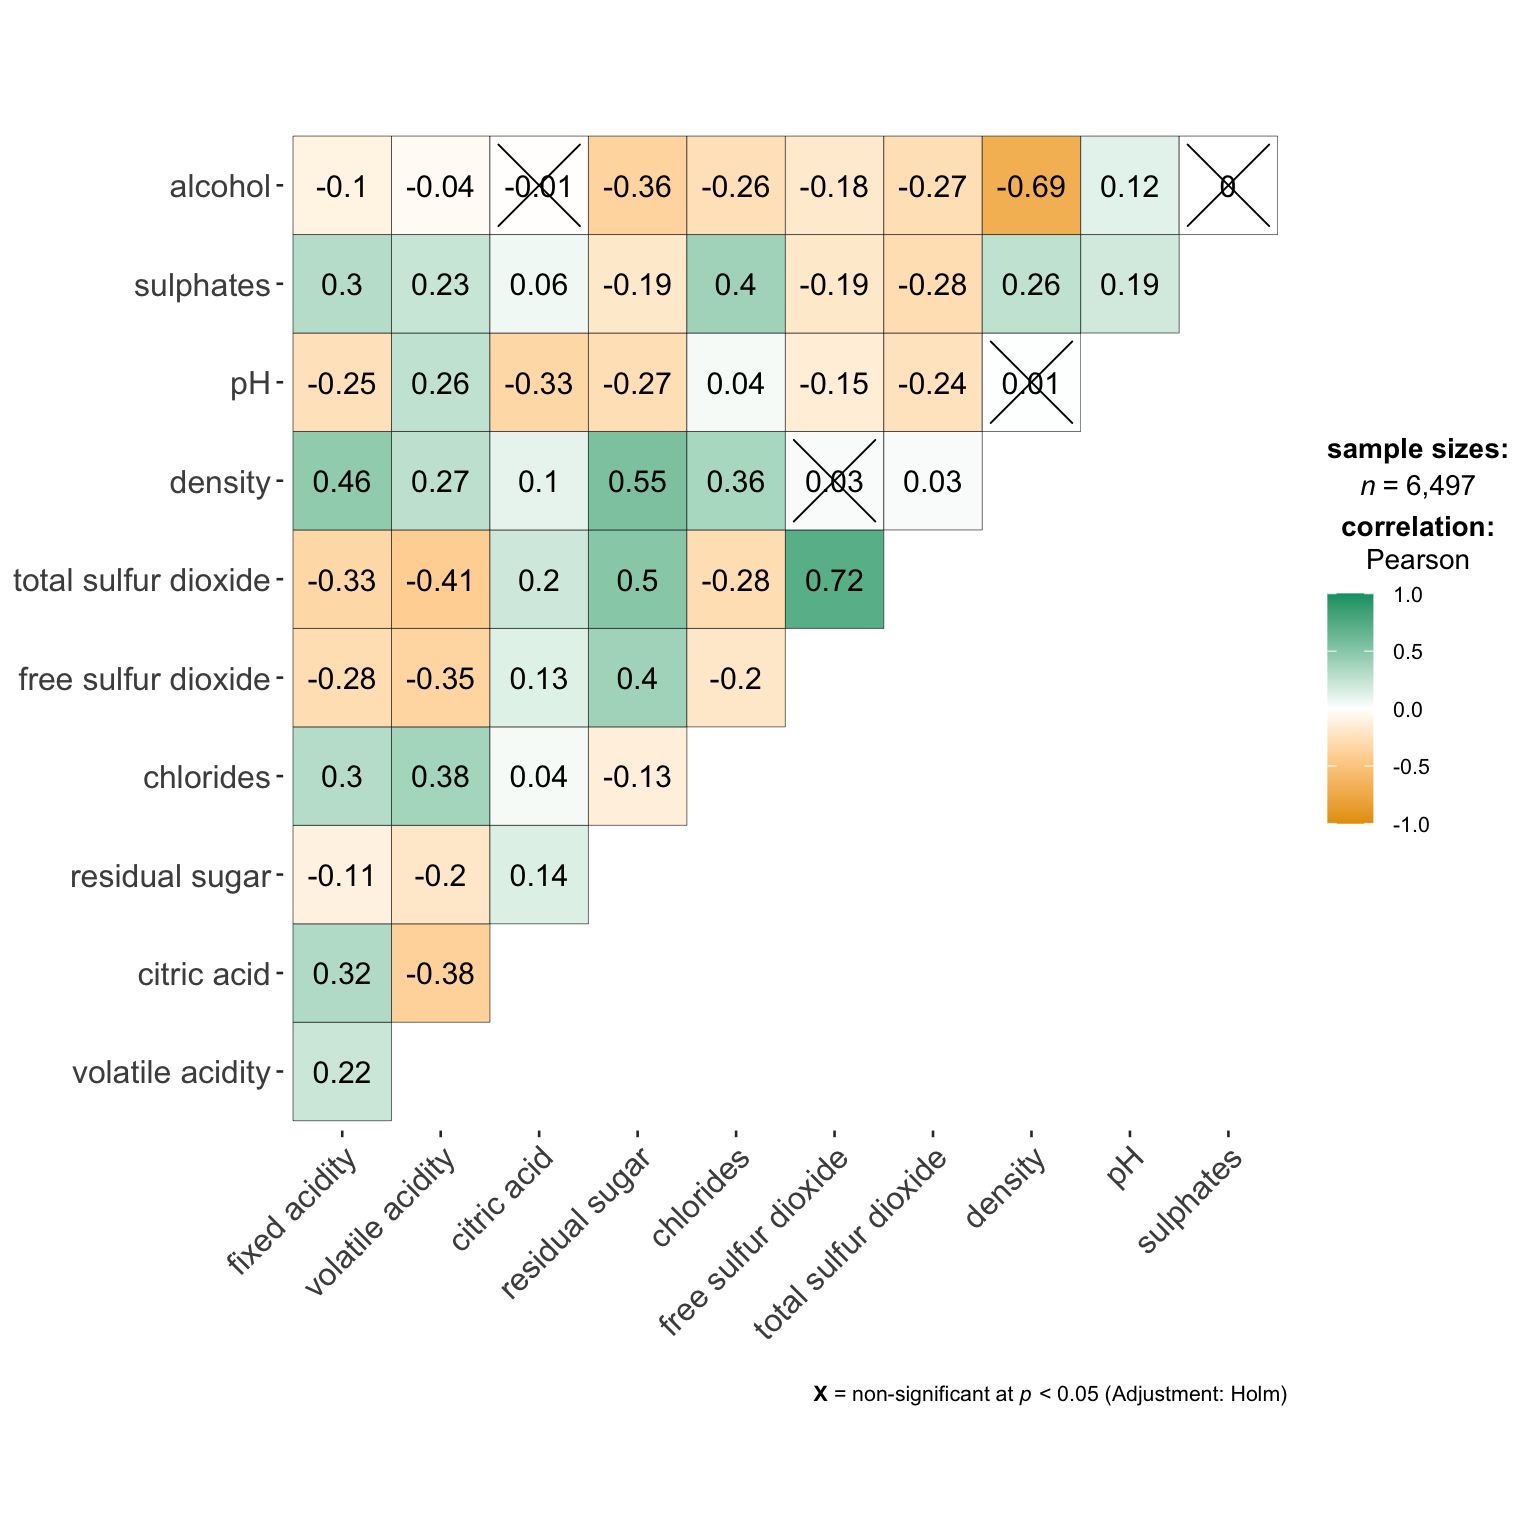 alcohol -0.1 -0.04 -0.01 -0.36 -0.26 -0.18 -0.27 -0.69 0.12 0
sulphates 0.3 0.23 0.06 -0.19 0.4 -0.19 -0.28 0.26 0.19
pH -0.25 0.26 -0.33 -0.27 0.04 -0.15 -0.24 0.01
density 0.46 0.27 0.1 0.55 0.36 0.03 0.03
total sulfur dioxide -0.33 -0.41 0.2 0.5 -0.28 0.72
free sulfur dioxide -0.28 -0.35 0.13 0.4 -0.2
chlorides 0.3 0.38 0.04 -0.13
residual sugar -0.11 -0.2 0.14
citric acid 0.32 -0.38
volatile acidity 0.22
fixed acidity
volatile acidity
citric acid
residual sugar
chlorides
free sulfur dioxide
total sulfur dioxide
density
pH
sulphates
sample sizes:
n = 6,497
correlation:
Pearson
1.0
0.5
0.0
-0.5
-1.0
X = non-significant at p < 0.05 (Adjustment: Holm)